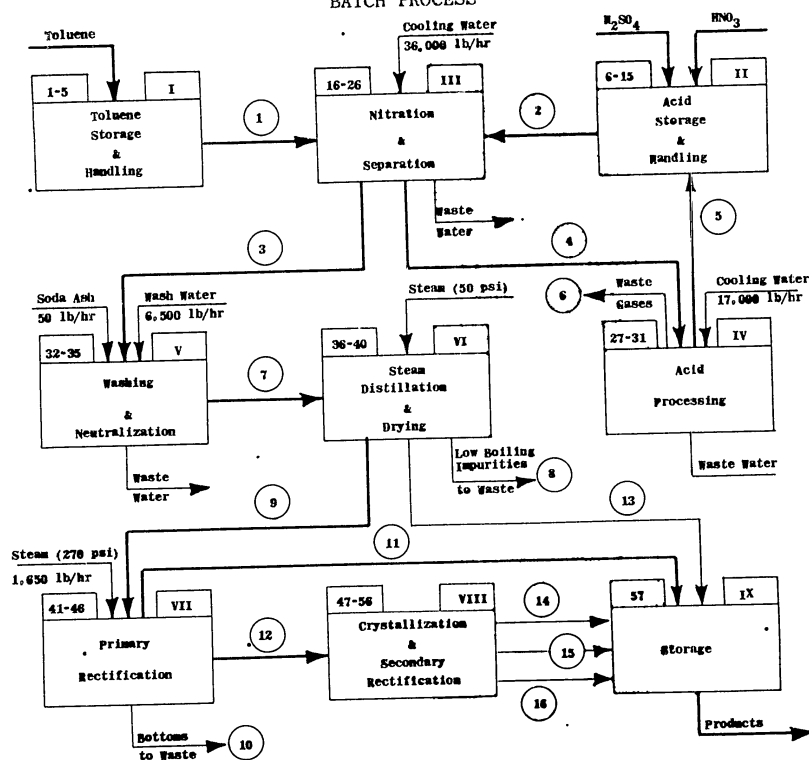 BATCH PROCESS
Toluene
Cooling Water
36,000 lb/hr
M2SO4
HNO3
1-5
I
Toluene
Storage
&
Handling
1
16-26
III
Nitration
&
Separation
2
6-15
II
Acid
Storage
&
Handling
Waste
Water
3
4
5
Soda Ash
50 lb/hr
Wash Water
6,500 lb/hr
Steam (50 psi)
6
Waste
Gases
Cooling Water
17,000 lb/hr
32-35
V
Washing
&
Neutralization
7
36-40
VI
Steam
Distillation
&
Drying
27-31
IV
Acid
Processing
Waste
Water
Low Boiling
Impurities
to Waste
8
Waste Water
9
13
Steam (270 psi)
1,650 lb/hr
11
41-46
VII
Primary
Rectification
12
47-56
VIII
Crystallization
&
Secondary
Rectification
14
15
16
57
IX
Storage
Bottoms
to Waste
10
Products